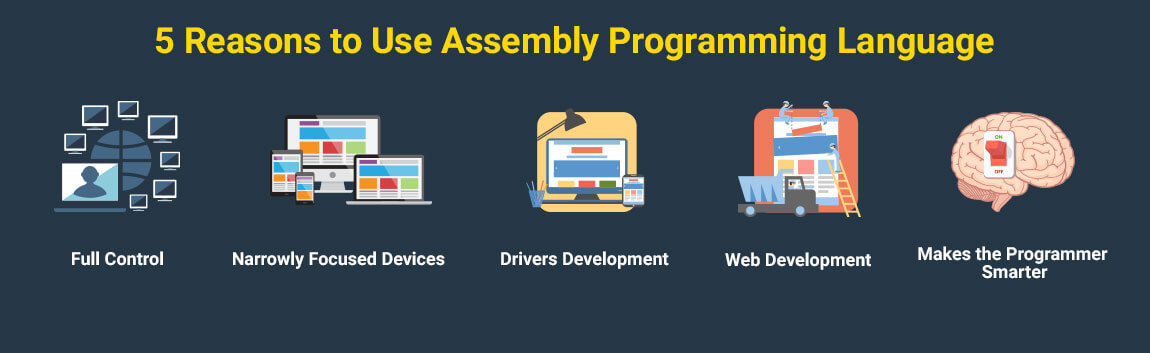 5 Reasons to Use Assembly Programming Language
ON
OFF
Full Control
Narrowly Focused Devices
Drivers Development
Web Development
Makes the Programmer
Smarter